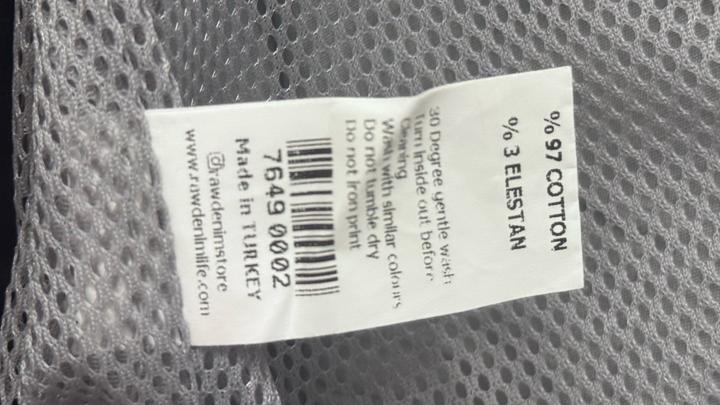 % 97 COTTON
% 3 ELESTAN
30 Degree gentle wash
Turn inside out before
Cleaning
Wash with similar colours
Do not tumble dry
Do not iron print
7649 0002
Made in TURKEY
@rawdenimstore
www.rawdenimlife.com